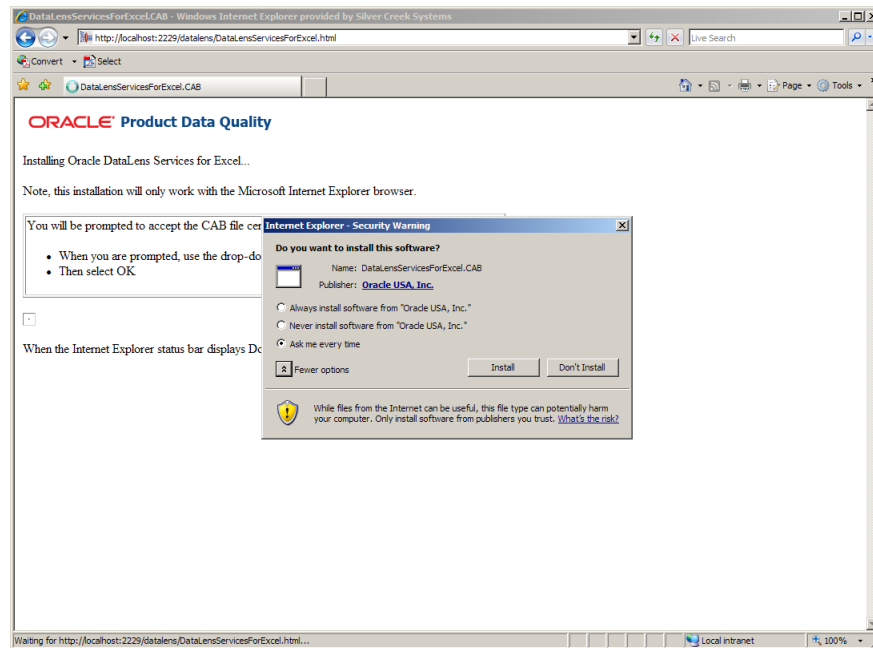 DataLensServicesForExcel.CAB - Windows Internet Explorer provided by Silver Creek Systems
http://localhost:2229/datalens/DataLensServicesForExcel.html
Live Search
Convert
Select
DataLensServicesForExcel.CAB
Page
Tools
ORACLE Product Data Quality
Installing Oracle DataLens Services for Excel...
Note, this installation will only work with the Microsoft Internet Explorer browser.
You will be prompted to accept the CAB file cer
• When you are prompted, use the drop-do
• Then select OK
When the Internet Explorer status bar displays Do
Internet Explorer - Security Warning
Do you want to install this software?
Name: DataLensServicesForExcel.CAB
Publisher: Oracle USA, Inc.
Always install software from "Oracle USA, Inc."
Never install software from "Oracle USA, Inc."
Ask me every time
Fewer options
Install
Don't Install
While files from the Internet can be useful, this file type can potentially harm
your computer. Only install software from publishers you trust. What's the risk?
Waiting for http://localhost:2229/datalens/DataLensServicesForExcel.html...
Local intranet
100%